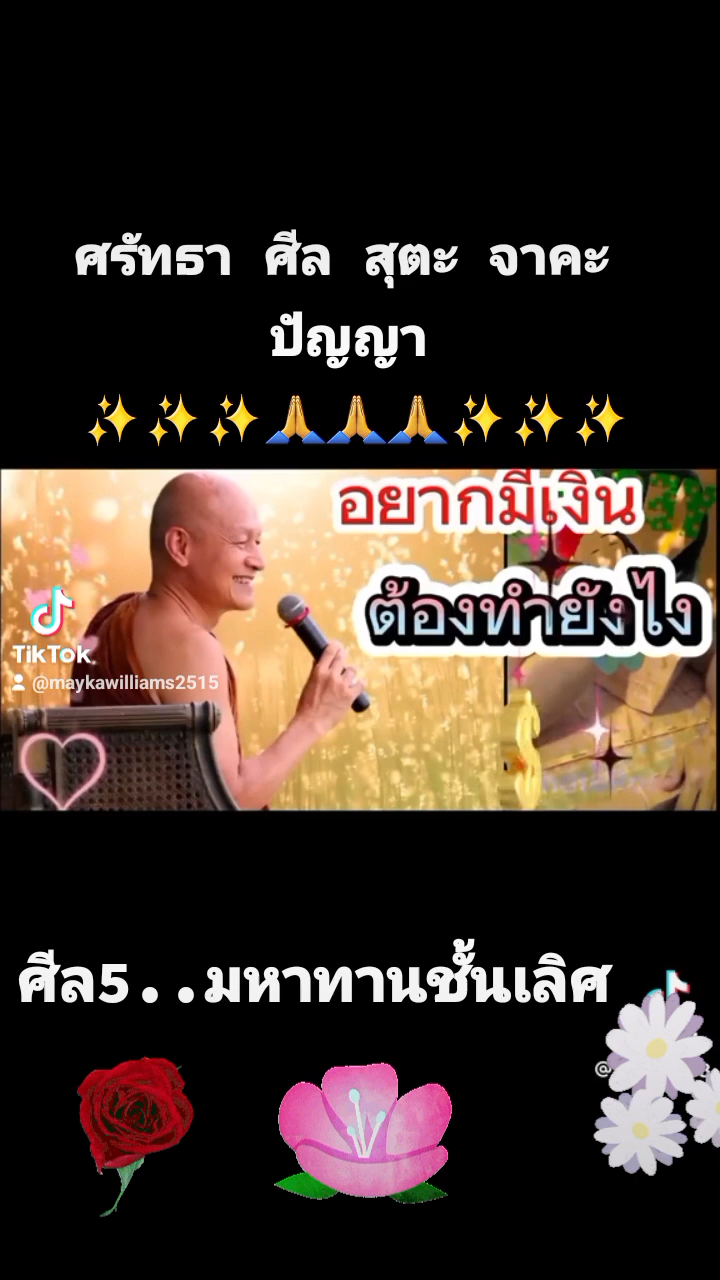 ศรัทธา ศีล สุตะ จาคะ
ปัญญา
อยากมีเงิน
ต้องทำยังไง
TikTok
@maykawilliams2515
ศีล5..มหาทานชั้นเลิศ